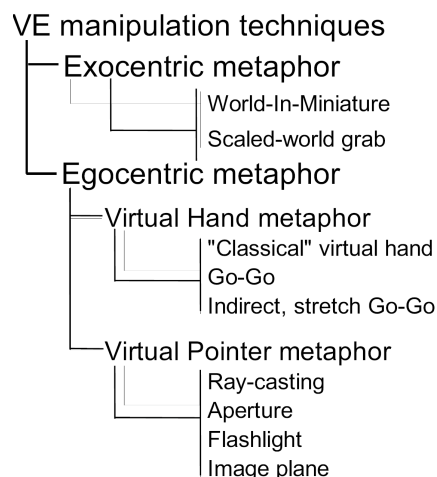 VE manipulation techniques
Exocentric metaphor
World-In-Miniature
Scaled-world grab
Egocentric metaphor
Virtual Hand metaphor
"Classical" virtual hand
Go-Go
Indirect, stretch Go-Go
Virtual Pointer metaphor
Ray-casting
Aperture
Flashlight
Image plane